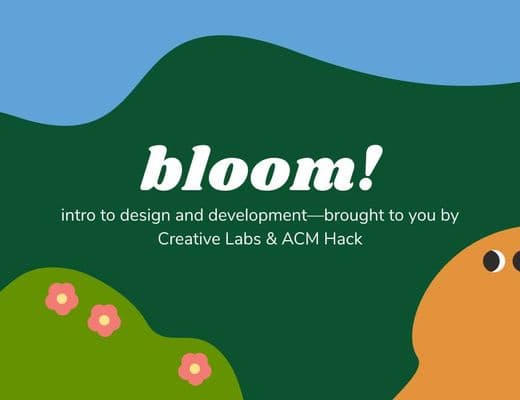 bloom!
intro to design and development—brought to you by
Creative Labs & ACM Hack